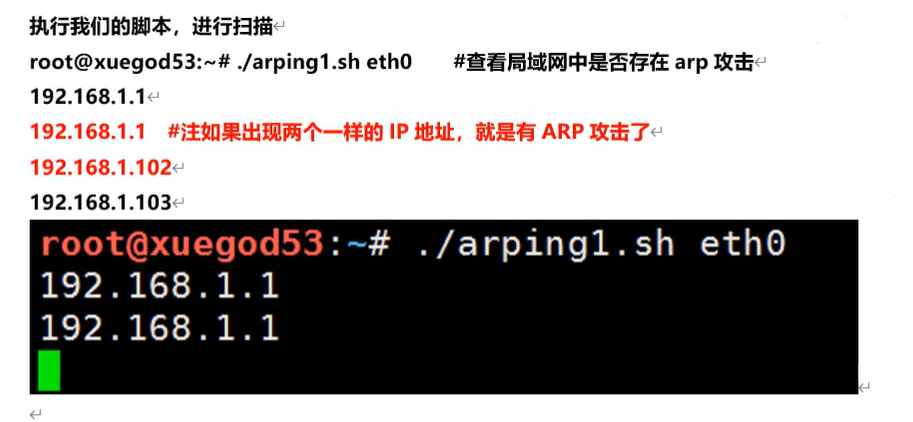 执行我们的脚本，进行扫描↵
root@xuegod53:~# ./arping1.sh eth0 #查看局域网中是否存在 arp 攻击↵
192.168.1.1↵
192.168.1.1 #注如果出现两个一样的 IP 地址，就是有 ARP 攻击了↵
192.168.1.102↵
192.168.1.103↵
root@xuegod53:~# ./arping1.sh eth0
192.168.1.1
192.168.1.1